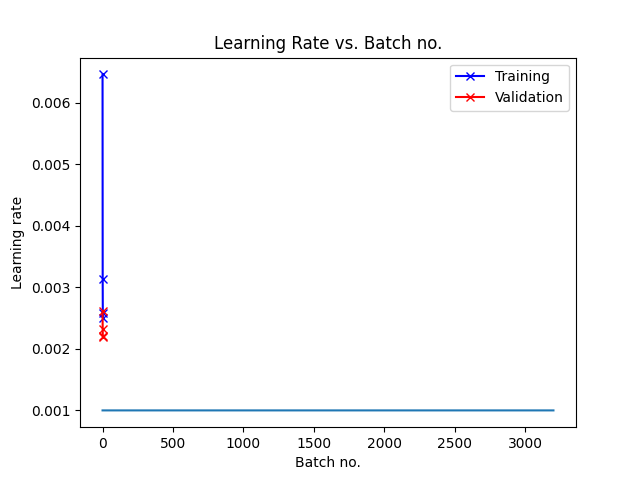 Learning Rate vs. Batch no.
Training
Validation
0.006
0.005
0.004
0.003
0.002
0.001
Learning rate
0 500 1000 1500 2000 2500 3000
Batch no.